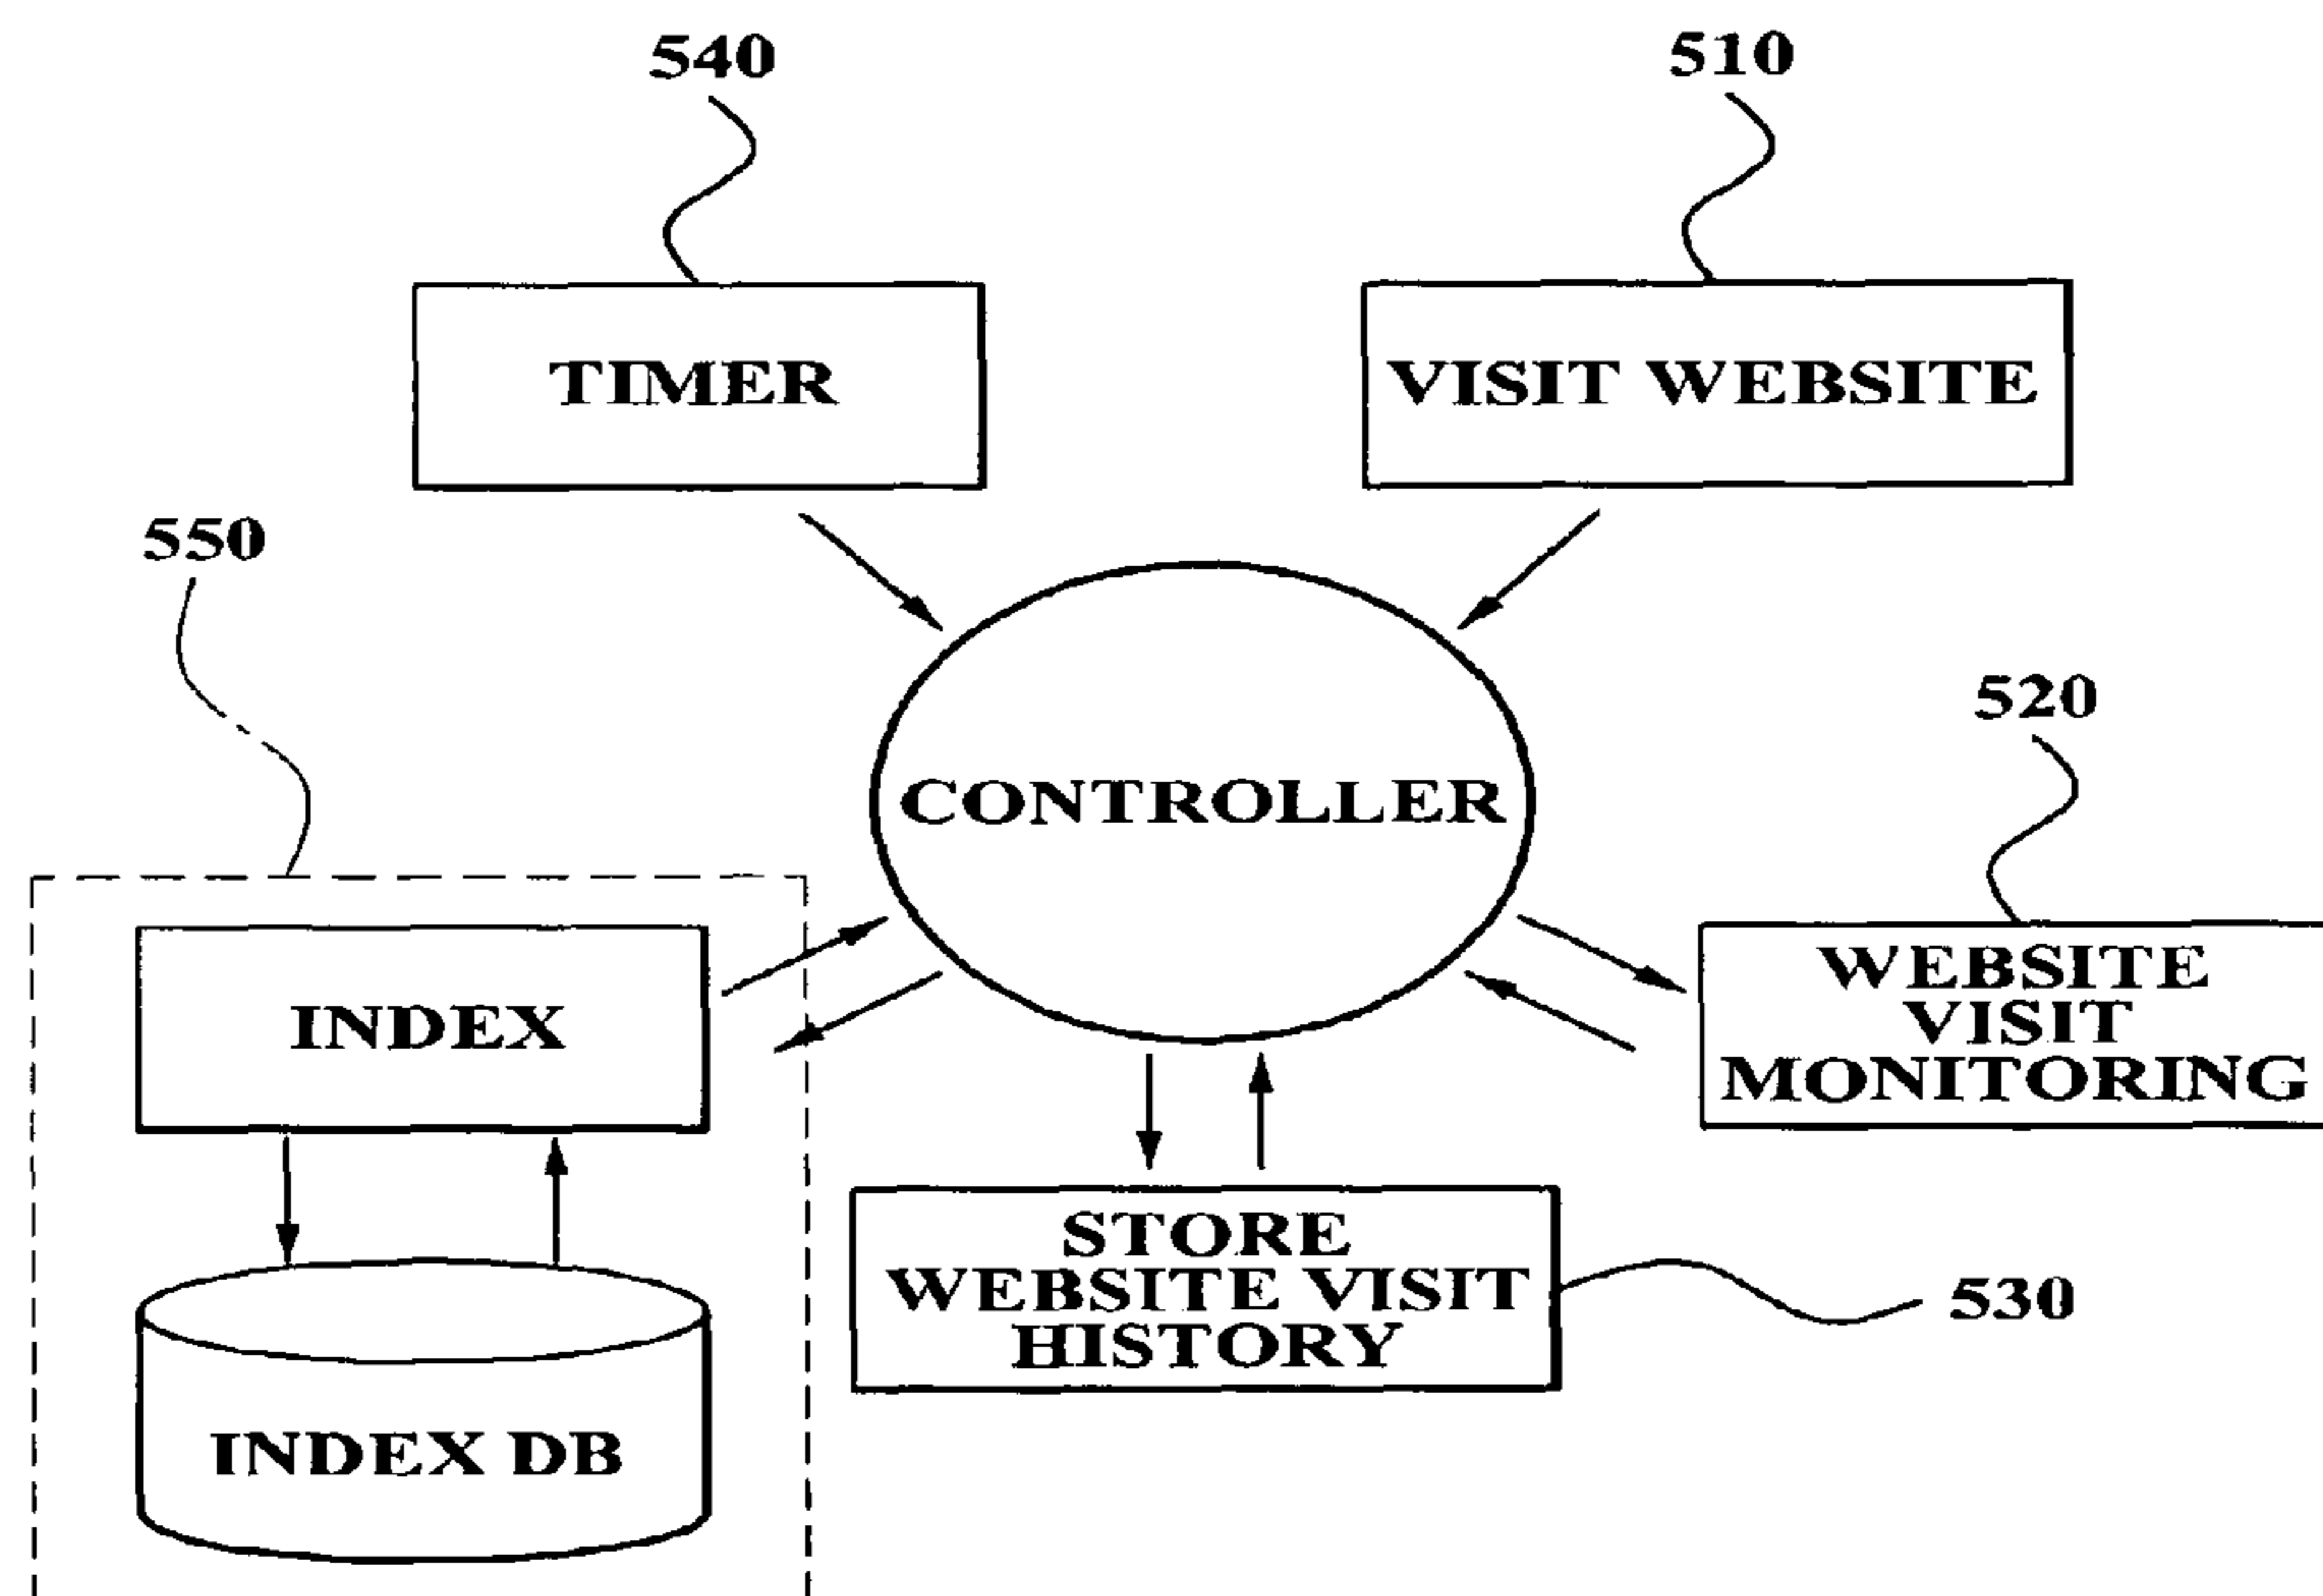 540
510
TIMER
VISIT WEBSITE
550
520
CONTROLLER
INDEX
WEBSITE
VISIT
MONITORING
STORE
WEBSITE VISIT
HISTORY
530
INDEX DB